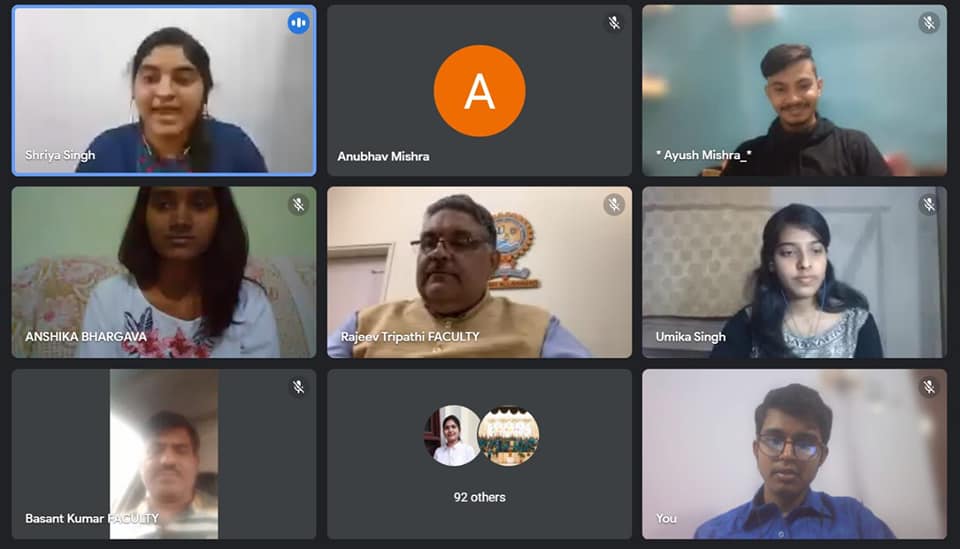 Shriya Singh
A
Anubhav Mishra
* Ayush Mishra_*
ANSHIKA BHARGAVA
Rajeev Tripathi FACULTY
Umika Singh
Basant Kumar FACULTY
92 others
You